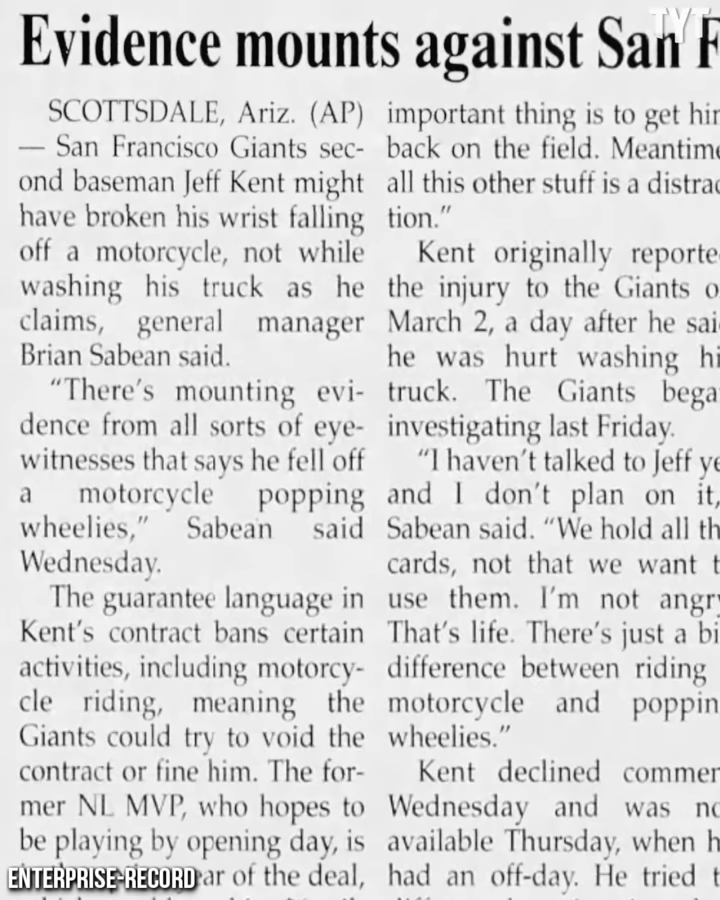 TYT
Evidence mounts against San F
SCOTTSDALE, Ariz. (AP)
— San Francisco Giants sec-
ond baseman Jeff Kent might
have broken his wrist falling
off a motorcycle, not while
washing his truck as he
claims, general manager
Brian Sabean said.
"There's mounting evi-
dence from all sorts of eye-
witnesses that says he fell off
a motorcycle popping
wheelies," Sabean said
Wednesday.
The guarantee language in
Kent's contract bans certain
activities, including motorcy-
cle riding, meaning the
Giants could try to void the
contract or fine him. The for-
mer NL MVP, who hopes to
be playing by opening day, is
ar of the deal,
important thing is to get hi
back on the field. Meantime
all this other stuff is a distrac
tion."
Kent originally reporte
the injury to the Giants o
March 2, a day after he sai
he was hurt washing hi
truck. The Giants bega
investigating last Friday.
"I haven't talked to Jeff ye
and I don't plan on it,
Sabean said. "We hold all th
cards, not that we want t
use them. I'm not angry
That's life. There's just a bi
difference between riding
motorcycle and poppin
wheelies."
Kent declined commen
Wednesday and was no
available Thursday, when h
had an off-day. He tried t
ENTERPRISE-RECORD